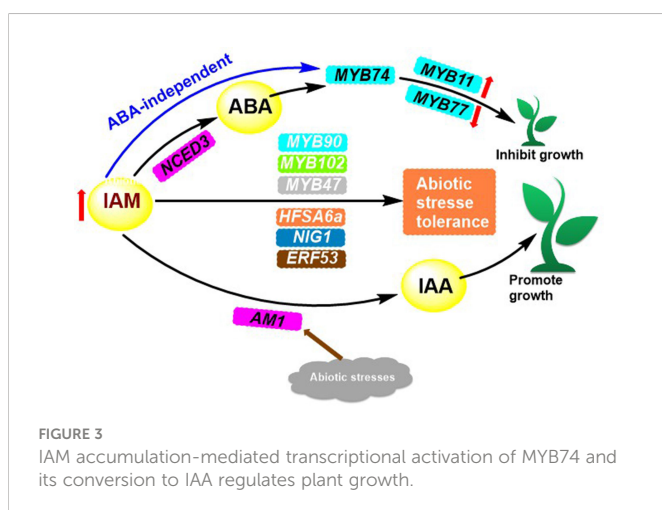 ABA-independent
MYB74
MYB11
MYB77
ABA
NCED3
Inhibit growth
MYB90
MYB102
MYB47
IAM
Abiotic
stresse
tolerance
HFSA6a
NIG1
ERF53
IAA
Promote
growth
AM1
Abiotic stresses
FIGURE 3
IAM accumulation-mediated transcriptional activation of MYB74 and
its conversion to IAA regulates plant growth.